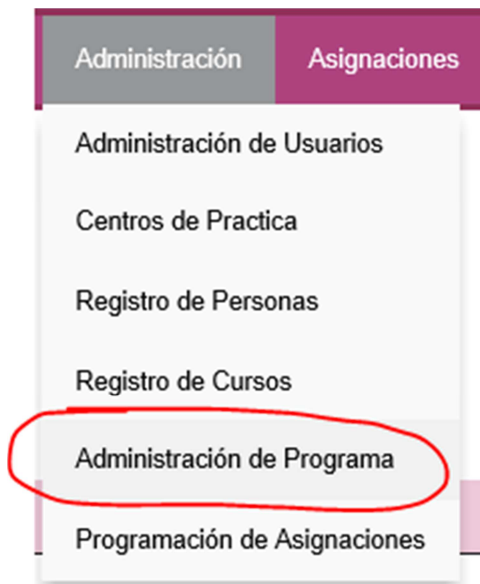 Administración Asignaciones
Administración de Usuarios
Centros de Practica
Registro de Personas
Registro de Cursos
Administración de Programa
Programación de Asignaciones